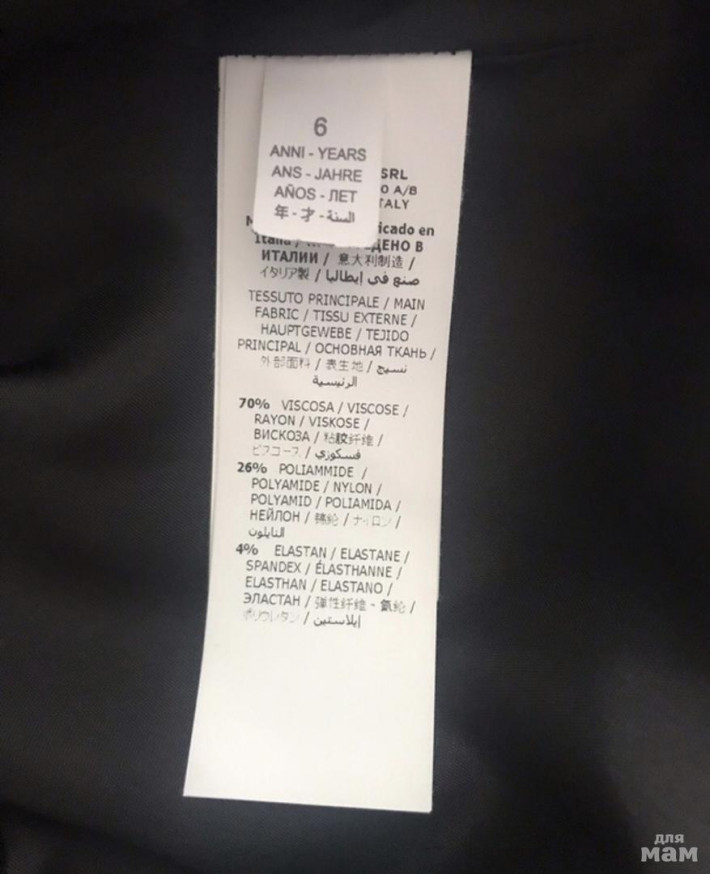 6
ANNI - YEARS
ANS - JAHRE
AÑOS - ЛЕТ
年 - 才 - السنة
SRL
0 A/B
TALY
icado en
Italia /
ДЕНО В
ИТАЛИИ / 意大利制造 /
イタリア製 / صنع في إيطاليا
TESSUTO PRINCIPALE / MAIN
FABRIC / TISSU EXTERNE /
HAUPTGEWEBE / TEJIDO
PRINCIPAL / ОСНОВНАЯ ТКАНЬ /
外部面料 / 表生地 / نسيج
الرئيسية
70% VISCOSA / VISCOSE /
RAYON / VISKOSE /
ВИСКОЗА / 粘胶纤维 /
ビスコース / فسكوزي
26% POLIAMMIDE /
POLYAMIDE / NYLON /
POLYAMID / POLIAMIDA /
НЕЙЛОН / 锦纶 / ナイロン /
النايلون
4% ELASTAN / ELASTANE /
SPANDEX / ÉLASTHANNE /
ELASTHAN / ELASTANO /
ЭЛАСТАН / 弹性纤维 - 氨纶 /
ポリウレタン / إيلاستين
для
мам